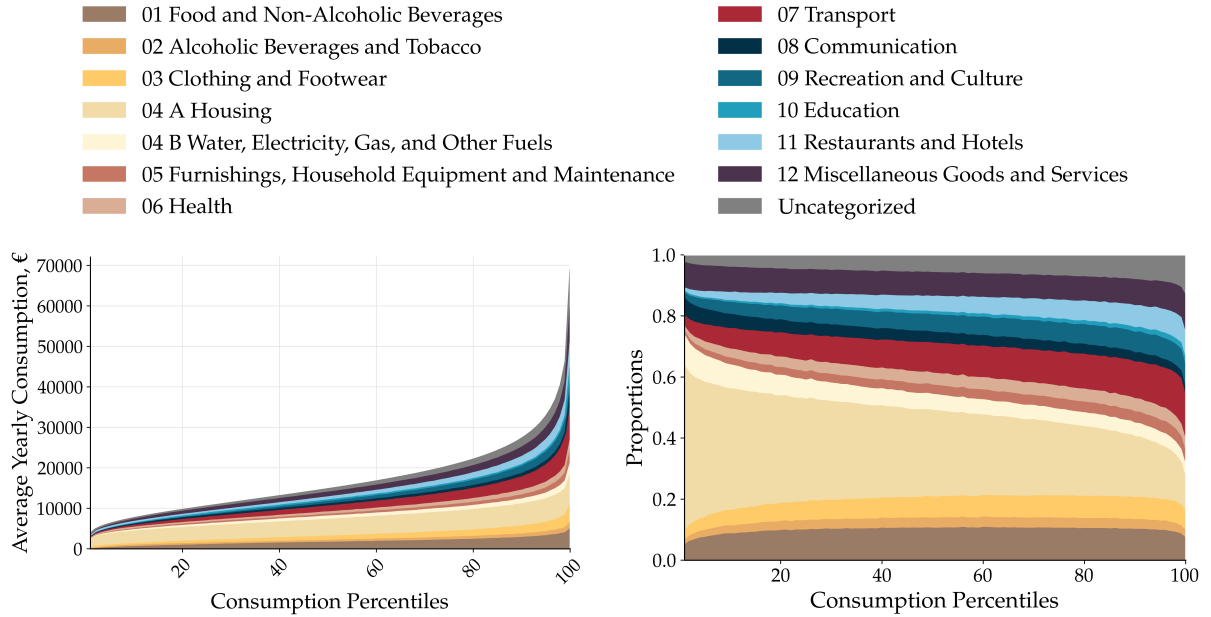 01 Food and Non-Alcoholic Beverages
02 Alcoholic Beverages and Tobacco
03 Clothing and Footwear
04 A Housing
04 B Water, Electricity, Gas, and Other Fuels
05 Furnishings, Household Equipment and Maintenance
06 Health
07 Transport
08 Communication
09 Recreation and Culture
10 Education
11 Restaurants and Hotels
12 Miscellaneous Goods and Services
Uncategorized
Average Yearly Consumption, €
70000
60000
50000
40000
30000
20000
10000
0
20
40
60
80
100
Consumption Percentiles
Proportions
1.0
0.8
0.6
0.4
0.2
0.0
20
40
60
80
100
Consumption Percentiles